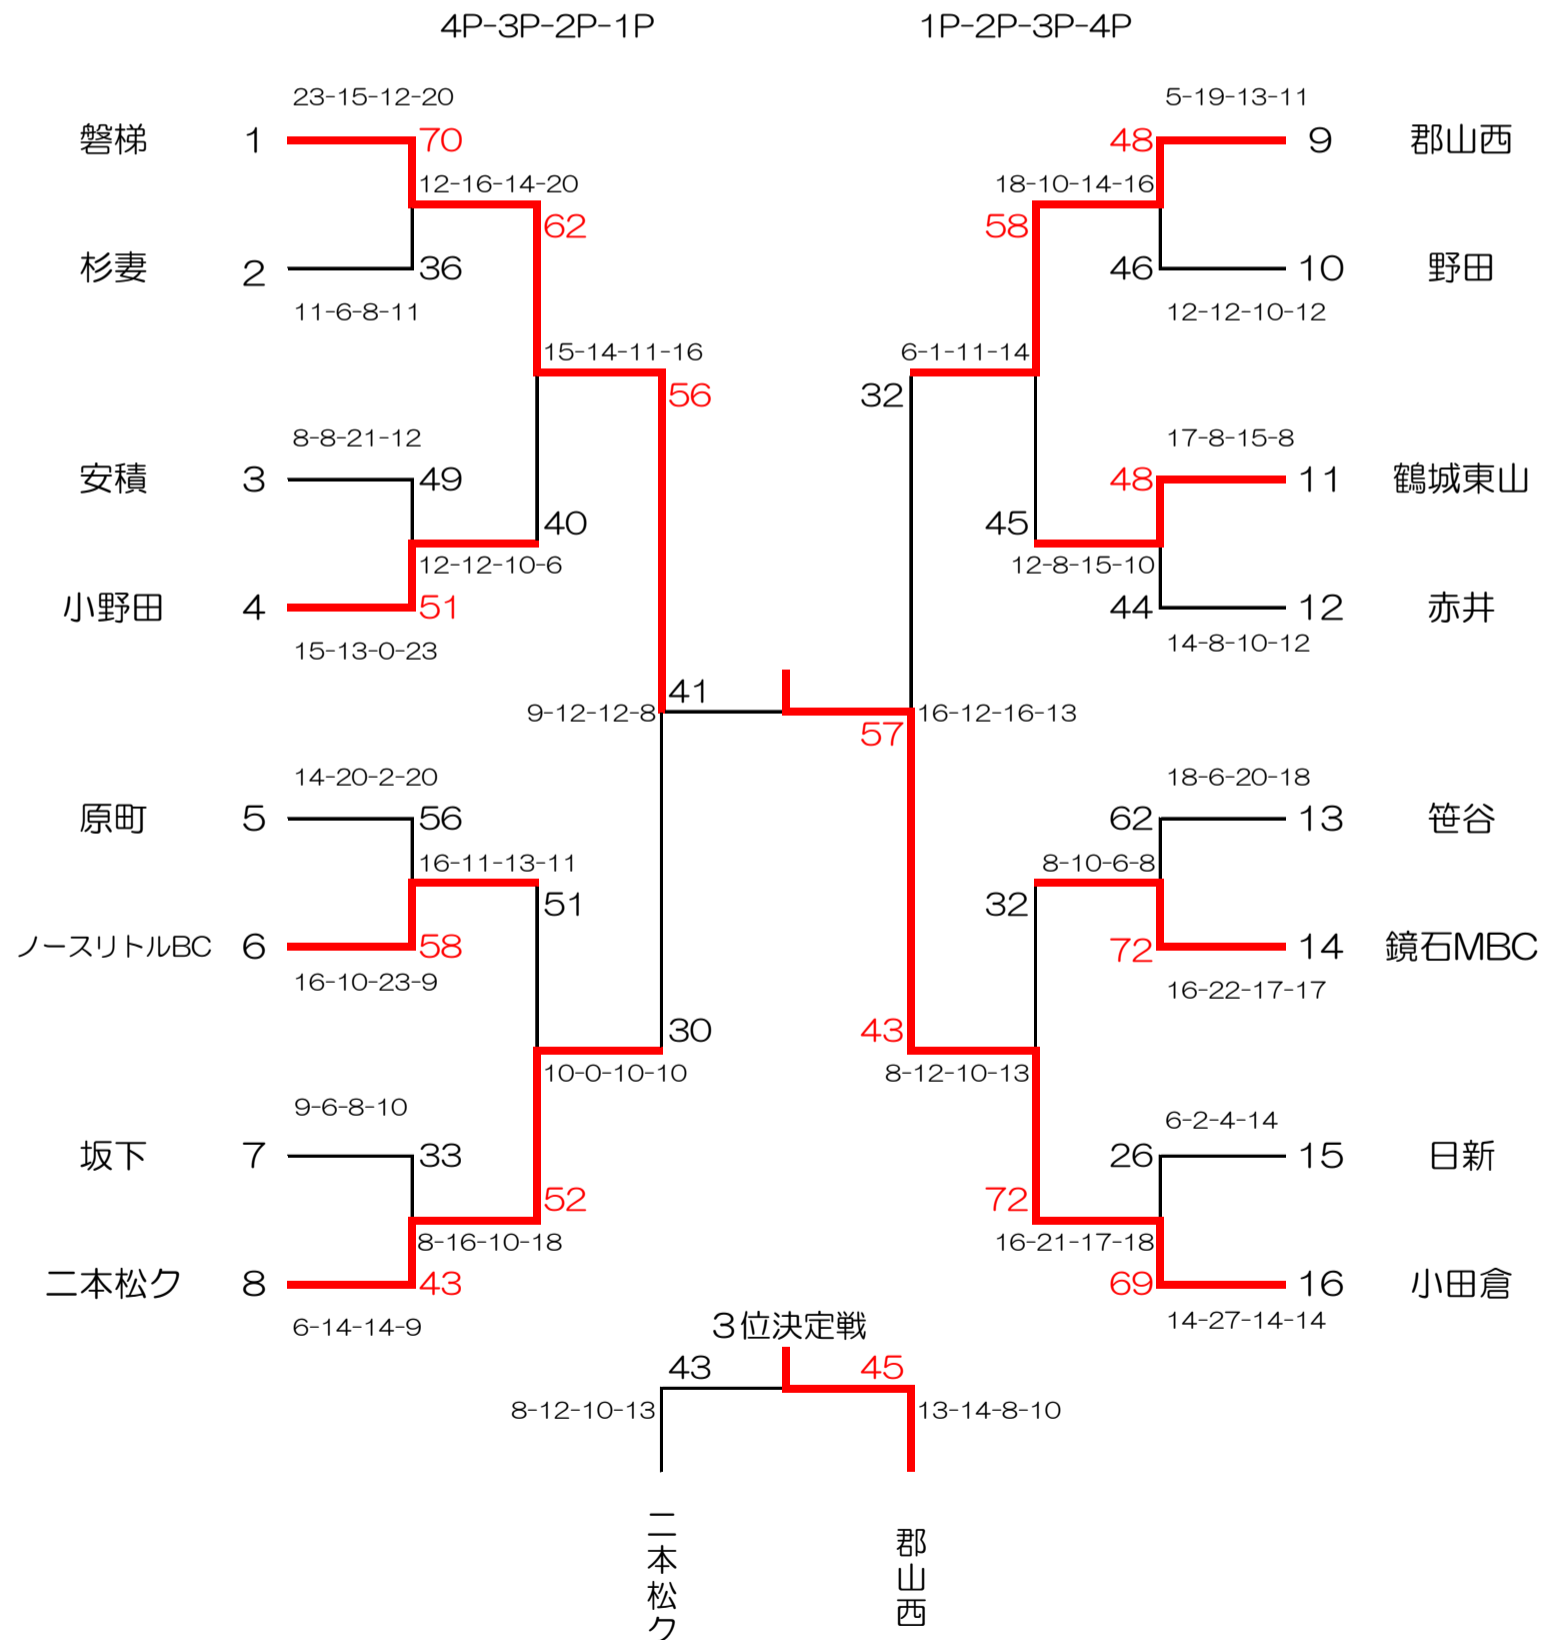 4P-3P-2P-1P 1P-2P-3P-4P
23-15-12-20 5-19-13-11
磐梯 1 70 48 9 郡山西
12-16-14-20 18-10-14-16
62 58
杉妻 2 36 46 10 野田
11-6-8-11 12-12-10-12
15-14-11-16 6-1-11-14
56 32
8-8-21-12 17-8-15-8
安積 3 49 48 11 鶴城東山
40 45
12-12-10-6 12-8-15-10
小野田 4 51 44 12 赤井
15-13-0-23 14-8-10-12
41
9-12-12-8 16-12-16-13
57
14-20-2-20 18-6-20-18
原町 5 56 62 13 笹谷
16-11-13-11 8-10-6-8
51 32
ノースリトルBC 6 58 72 14 鏡石MBC
16-10-23-9 16-22-17-17
30 43
10-0-10-10 8-12-10-13
9-6-8-10 6-2-4-14
坂下 7 33 26 15 日新
52 72
8-16-10-18 16-21-17-18
二本松ク 8 43 69 16 小田倉
6-14-14-9 14-27-14-14
３位決定戦
43 45
8-12-10-13 13-14-8-10
二本松ク
郡山西